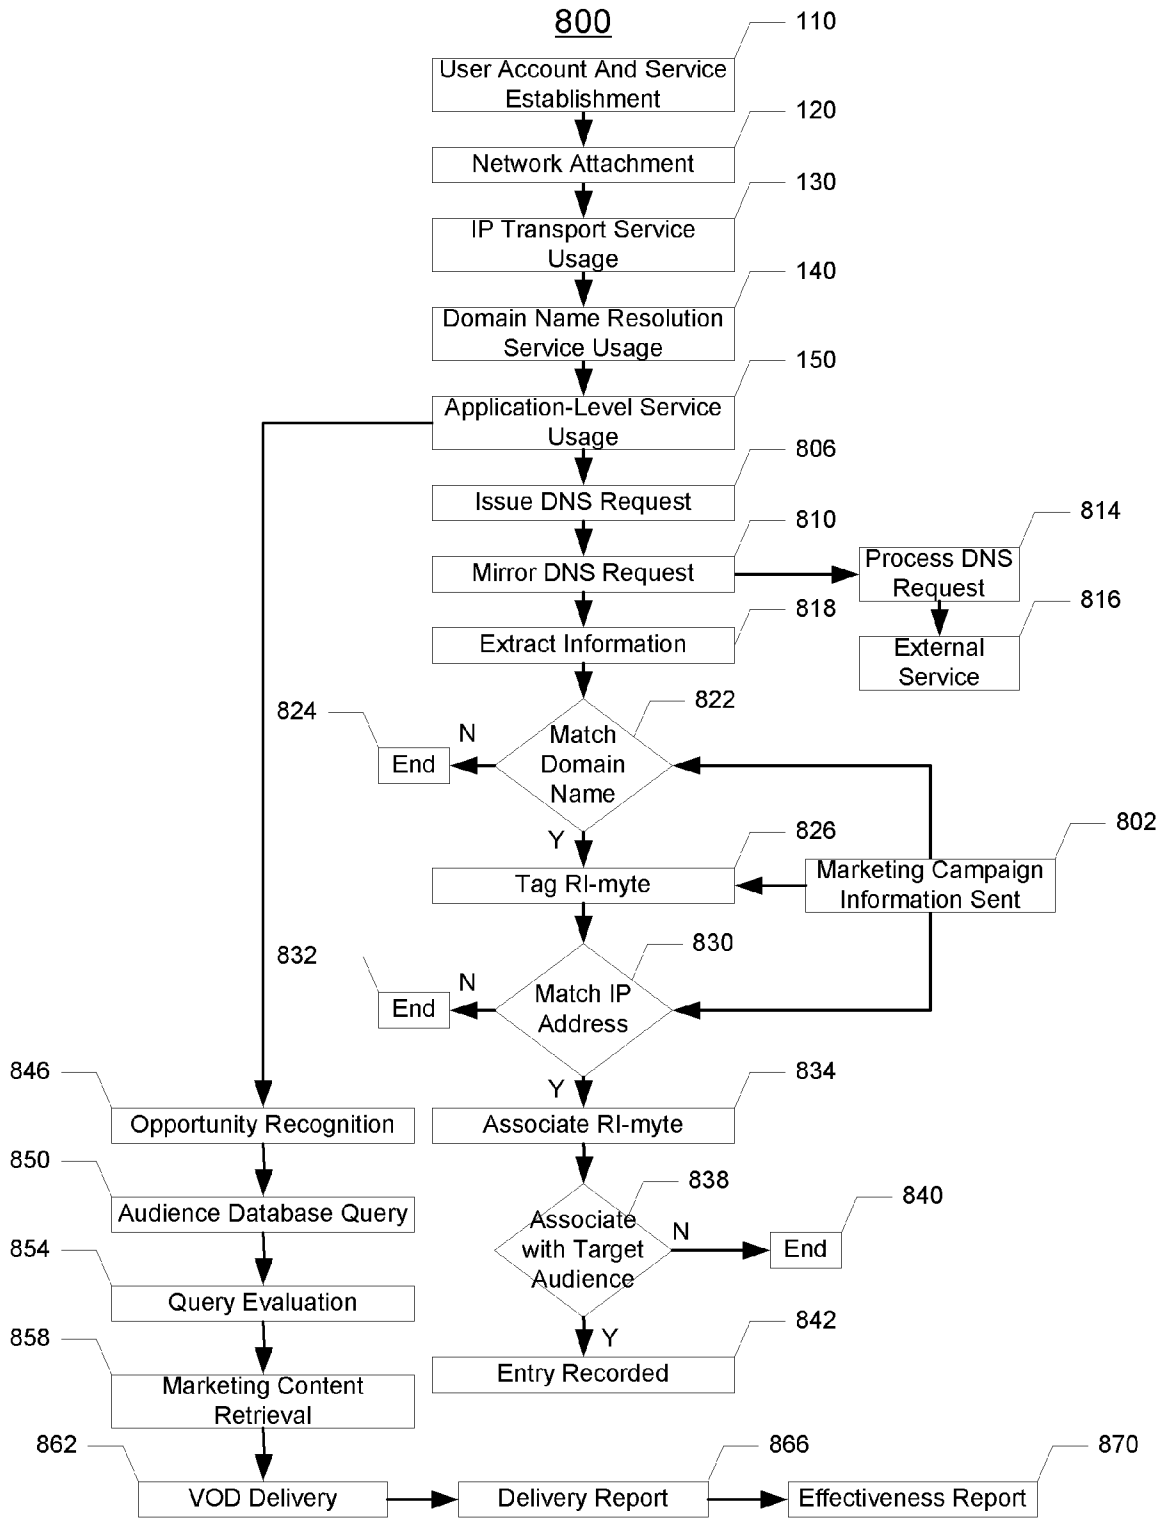 800
110
User Account And Service
Establishment
120
Network Attachment
130
IP Transport Service
Usage
140
Domain Name Resolution
Service Usage
150
Application-Level Service
Usage
806
Issue DNS Request
810
Mirror DNS Request
814
Process DNS
Request
816
External
Service
818
Extract Information
822
Match
Domain
Name
824
N
End
Y
826
Tag RI-myte
802
Marketing Campaign
Information Sent
830
Match IP
Address
832
N
End
Y
834
Associate RI-myte
838
Associate
with Target
Audience
N
840
End
Y
842
Entry Recorded
846
Opportunity Recognition
850
Audience Database Query
854
Query Evaluation
858
Marketing Content
Retrieval
862
VOD Delivery
866
Delivery Report
870
Effectiveness Report